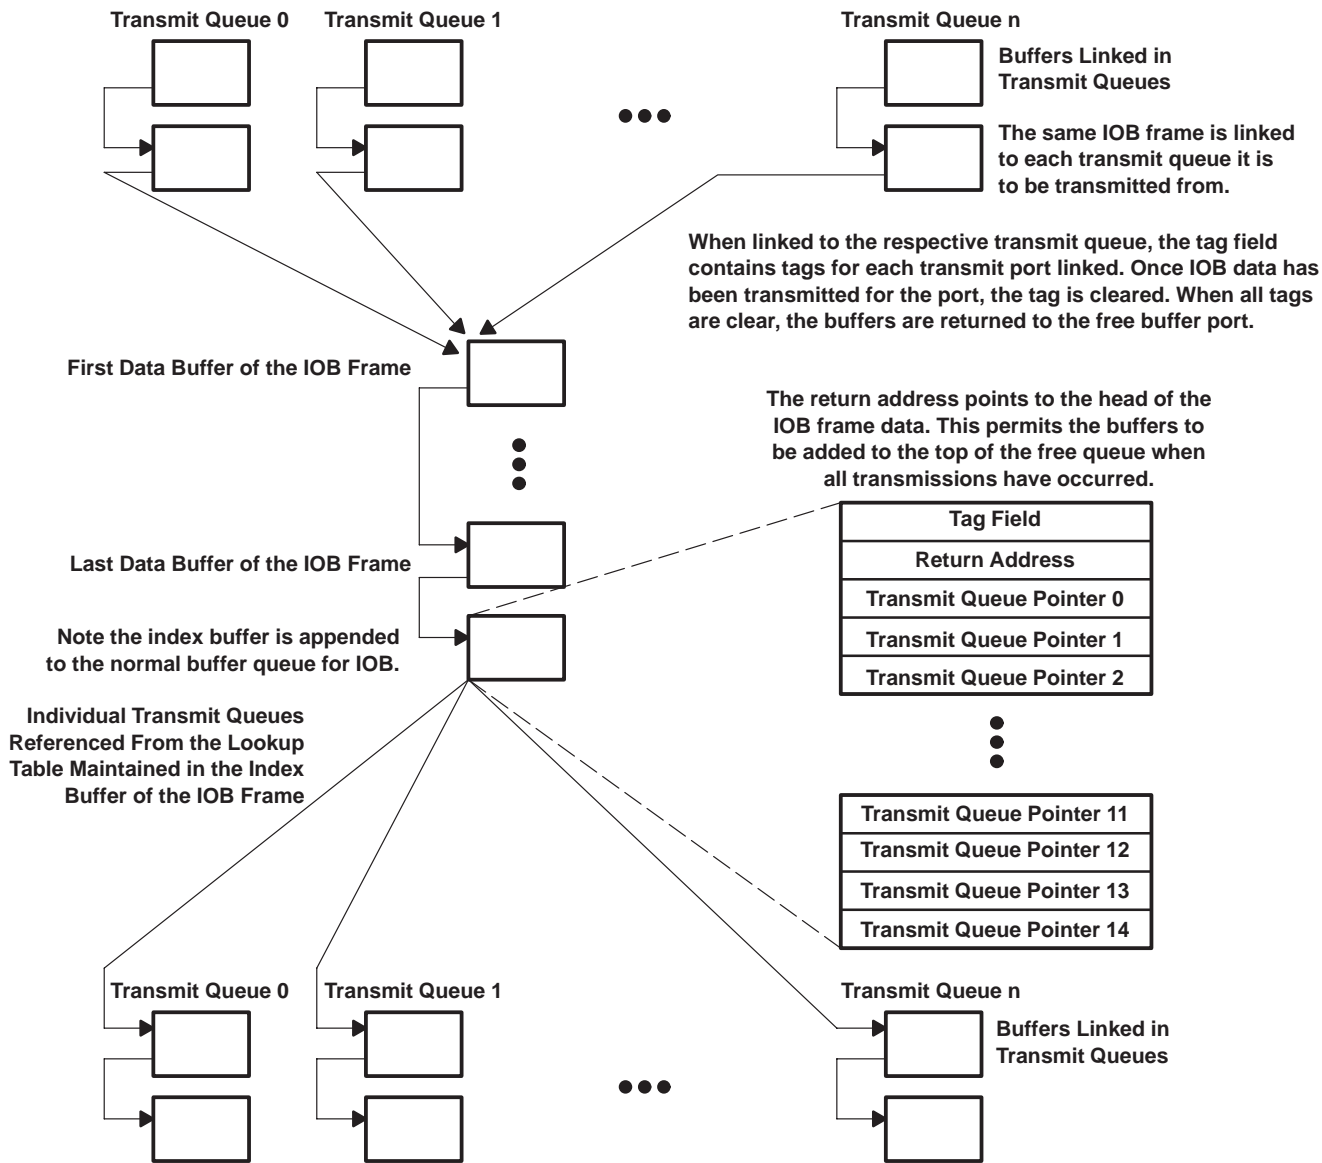 Transmit Queue 0
Transmit Queue 1
Transmit Queue n
Buffers Linked in
Transmit Queues
The same IOB frame is linked
to each transmit queue it is
to be transmitted from.
When linked to the respective transmit queue, the tag field
contains tags for each transmit port linked. Once IOB data has
been transmitted for the port, the tag is cleared. When all tags
are clear, the buffers are returned to the free buffer port.
First Data Buffer of the IOB Frame
The return address points to the head of the
IOB frame data. This permits the buffers to
be added to the top of the free queue when
all transmissions have occurred.
Tag Field
Return Address
Transmit Queue Pointer 0
Transmit Queue Pointer 1
Transmit Queue Pointer 2
Last Data Buffer of the IOB Frame
Note the index buffer is appended
to the normal buffer queue for IOB.
Individual Transmit Queues
Referenced From the Lookup
Table Maintained in the Index
Buffer of the IOB Frame
Transmit Queue Pointer 11
Transmit Queue Pointer 12
Transmit Queue Pointer 13
Transmit Queue Pointer 14
Transmit Queue 0
Transmit Queue 1
Transmit Queue n
Buffers Linked in
Transmit Queues